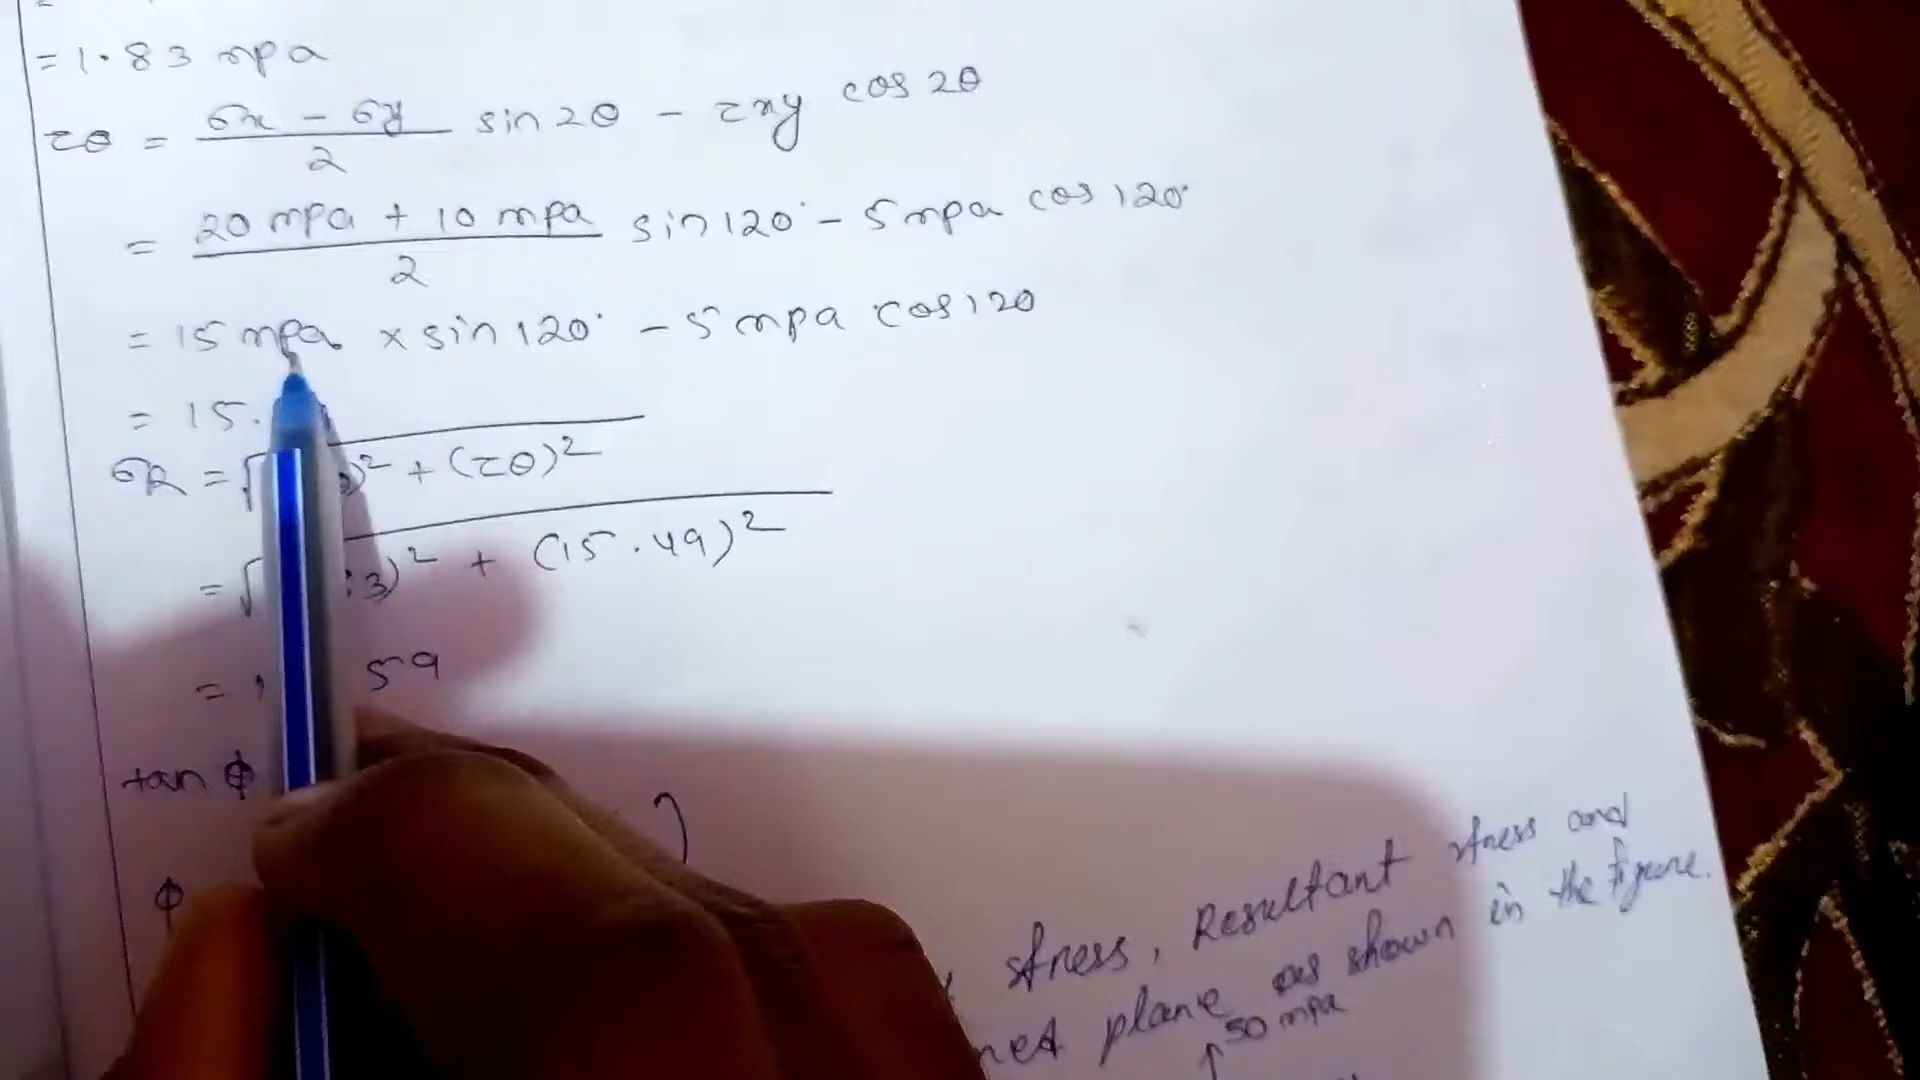 = 1.83 mpa
τθ = σx - σy / 2 sin 2θ - τxy cos 2θ
= 20 mpa + 10 mpa / 2 sin 120° - 5 mpa cos 120°
= 15 mpa × sin 120° - 5 mpa cos 120
= 15.
σR = √ )² + (τθ)²
= √ 3)² + (15.49)²
= 59
tan ϕ )
ϕ
stress, Resultant stress and
plane as shown in the figure.
↑ 50 mpa